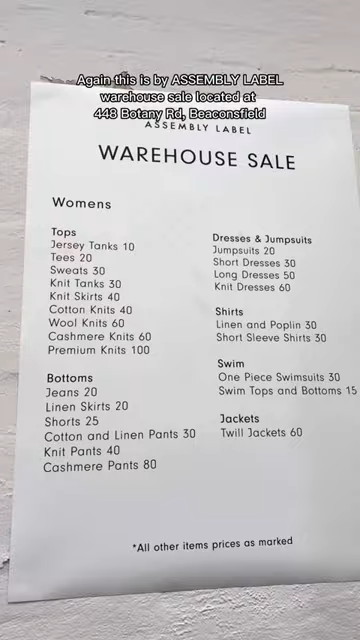 Again this is by ASSEMBLY LABEL
warehouse sale located at
448 Botany Rd, Beaconsfield
ASSEMBLY LABEL
WAREHOUSE SALE
Womens
Tops
Jersey Tanks 10
Tees 20
Sweats 30
Knit Tanks 30
Knit Skirts 40
Cotton Knits 40
Wool Knits 60
Cashmere Knits 60
Premium Knits 100
Bottoms
Jeans 20
Linen Skirts 20
Shorts 25
Cotton and Linen Pants 30
Knit Pants 40
Cashmere Pants 80
Dresses & Jumpsuits
Jumpsuits 20
Short Dresses 30
Long Dresses 50
Knit Dresses 60
Shirts
Linen and Poplin 30
Short Sleeve Shirts 30
Swim
One Piece Swimsuits 30
Swim Tops and Bottoms 15
Jackets
Twill Jackets 60
*All other items prices as marked